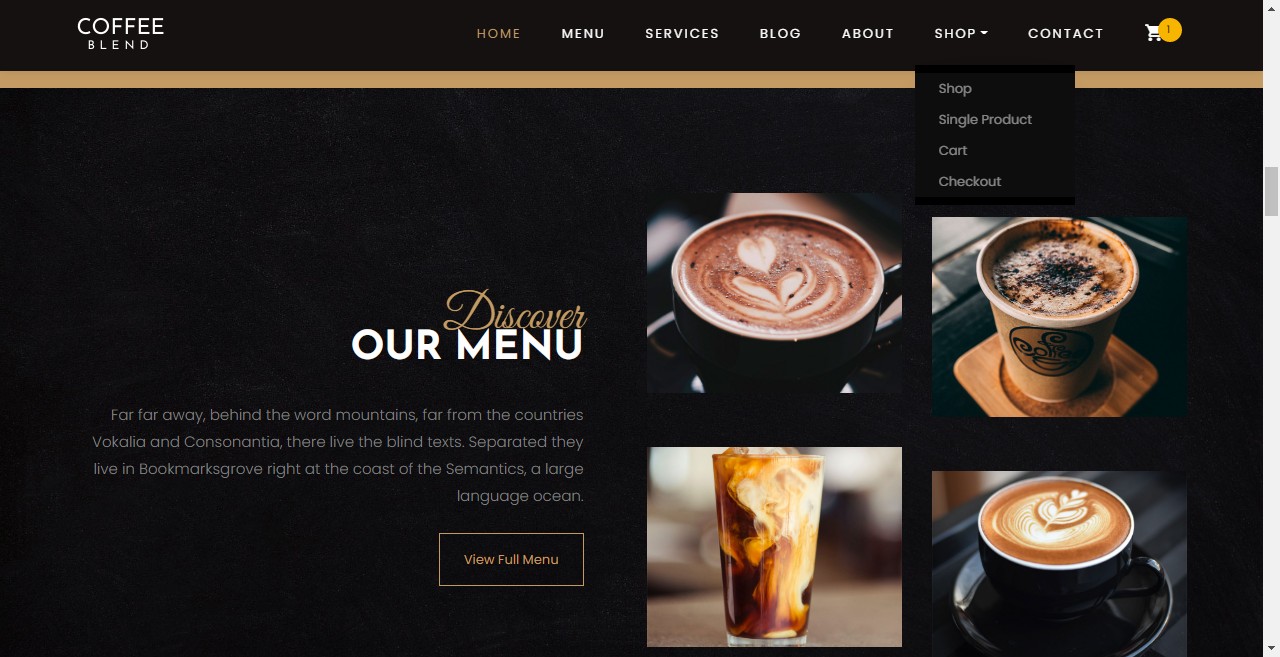 COFFEE
BLEND
HOME
MENU
SERVICES
BLOG
ABOUT
SHOP
CONTACT
1
Shop
Single Product
Cart
Checkout
Discover
OUR MENU
Far far away, behind the word mountains, far from the countries
Vokalia and Consonantia, there live the blind texts. Separated they
live in Bookmarksgrove right at the coast of the Semantics, a large
language ocean.
View Full Menu